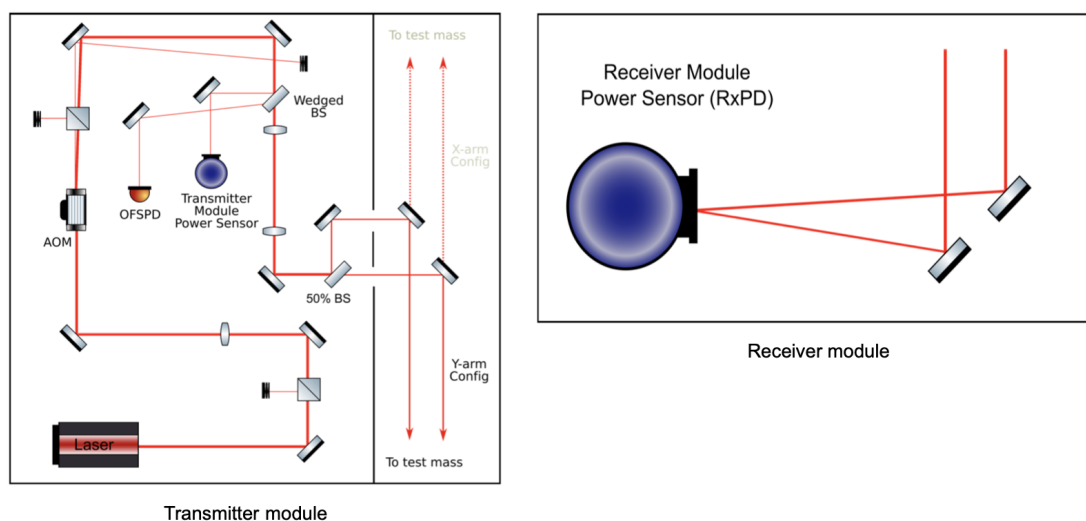 To test mass
Wedged
BS
X-arm
Config
OFSPD
Transmitter
Module
Power Sensor
AOM
50% BS
Y-arm
Config
Laser
To test mass
Transmitter module
Receiver Module
Power Sensor (RxPD)
Receiver module